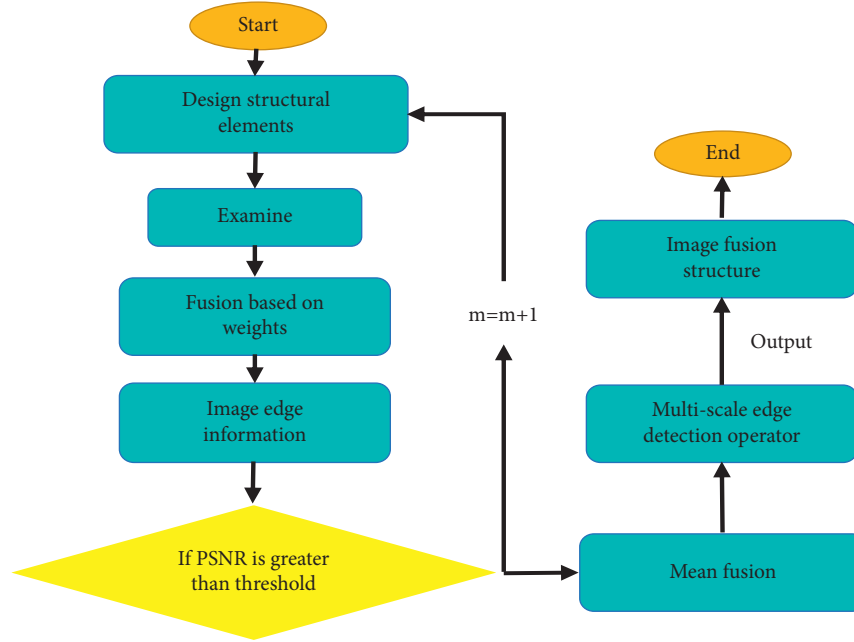 Start
Design structural
elements
Examine
Fusion based on
weights
Image edge
information
If PSNR is greater
than threshold
m=m+1
End
Image fusion
structure
Output
Multi-scale edge
detection operator
Mean fusion